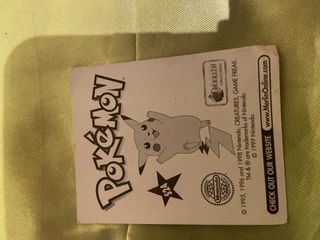 POKéMON
MERLIN
S34
© 1995, 1996 and 1998 Nintendo, CREATURES, GAME FREAK.
TM & ® are trademarks of Nintendo.
© 1999 Nintendo.
CHECK OUT OUR WEBSITE www.MerlinOnline.com